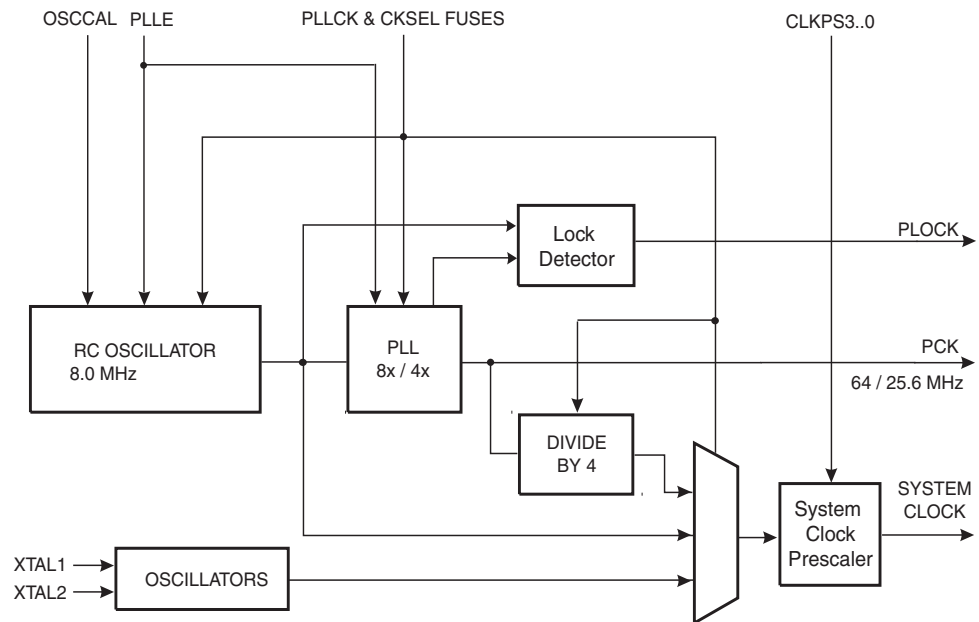 OSCCAL PLLE
PLLCK & CKSEL FUSES
CLKPS3..0
Lock
Detector
PLOCK
RC OSCILLATOR
8.0 MHz
PLL
8x / 4x
PCK
64 / 25.6 MHz
DIVIDE
BY 4
System
Clock
Prescaler
SYSTEM
CLOCK
XTAL1
XTAL2
OSCILLATORS